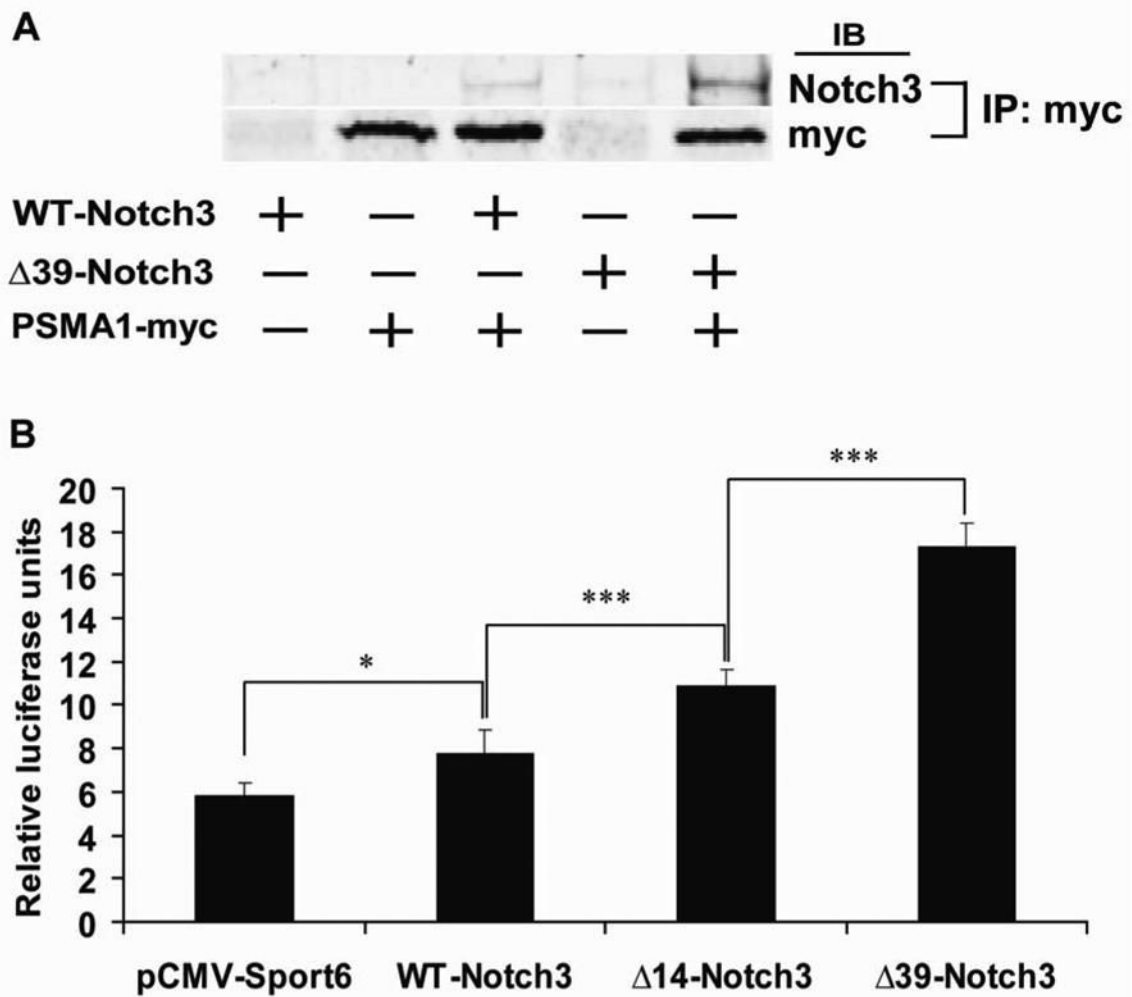 A
IB
Notch3
myc
IP: myc
WT-Notch3 + — + — —
Δ39-Notch3 — — — + +
PSMA1-myc — + + — +
B
Relative luciferase units
20
18
16
14
12
10
8
6
4
2
0
*
***
***
pCMV-Sport6 WT-Notch3 Δ14-Notch3 Δ39-Notch3